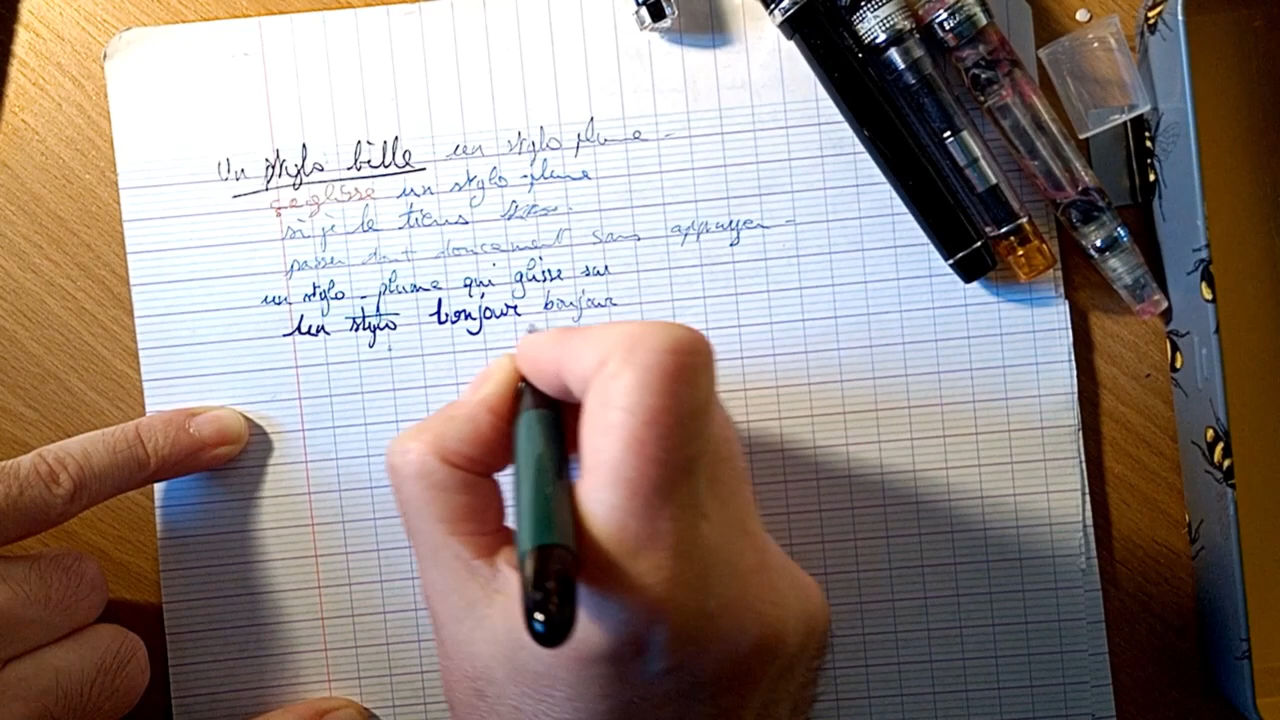 Un stylo bille un stylo plume -
ça glisse un stylo-plume
si je le tiens
passer doucement sans appuyer -
un stylo-plume qui glisse sur
un stylo bonjour bonjour